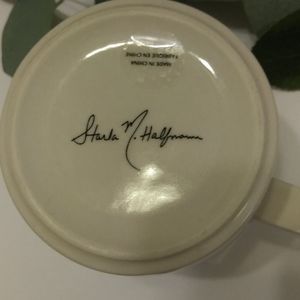 MADE IN CHINA
FABRIQUÉ EN CHINE
Starla M. Halfmann